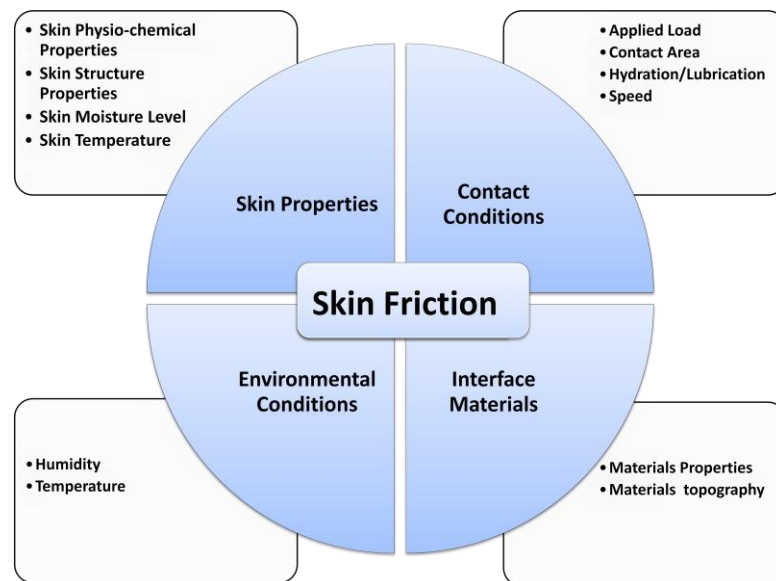 • Skin Physio-chemical
Properties
• Skin Structure
Properties
• Skin Moisture Level
• Skin Temperature
• Applied Load
• Contact Area
• Hydration/Lubrication
• Speed
Skin Properties
Contact
Conditions
Skin Friction
Environmental
Conditions
Interface
Materials
• Humidity
• Temperature
• Materials Properties
• Materials topography